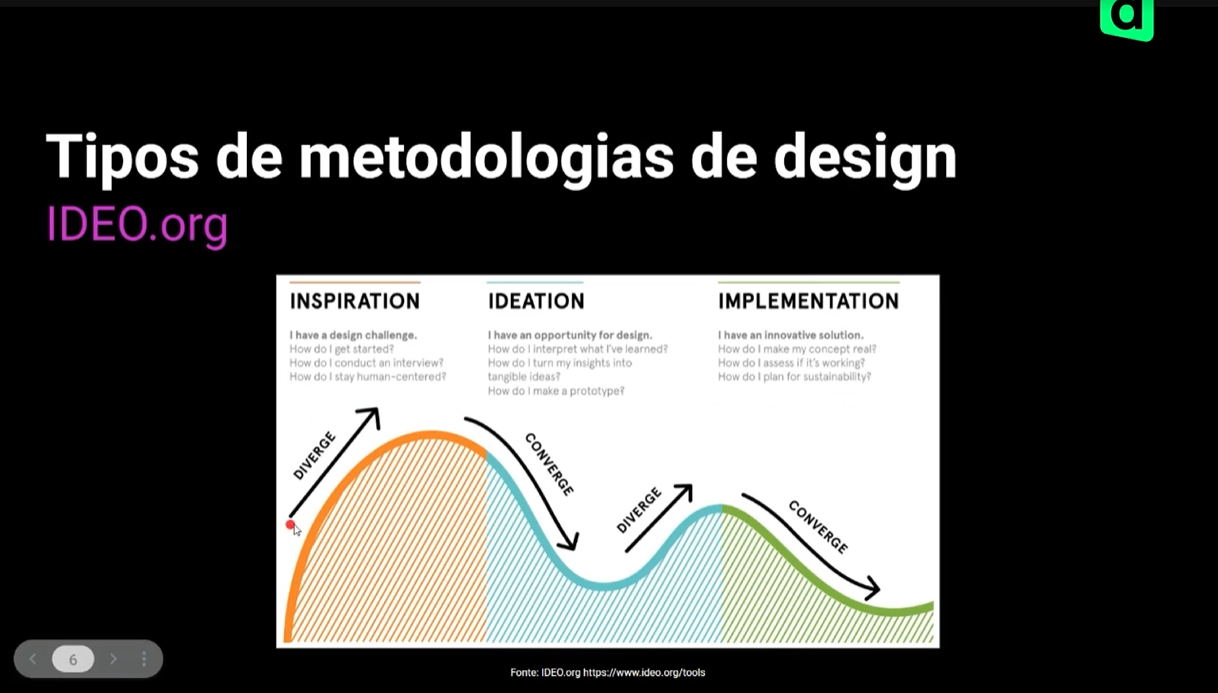 a
Tipos de metodologias de design
IDEO.org
INSPIRATION
I have a design challenge.
How do I get started?
How do I conduct an interview?
How do I stay human-centered?
IDEATION
I have an opportunity for design.
How do I interpret what I've learned?
How do I turn my insights into
tangible ideas?
How do I make a prototype?
IMPLEMENTATION
I have an innovative solution.
How do I make my concept real?
How do I assess if it's working?
How do I plan for sustainability?
DIVERGE
CONVERGE
DIVERGE
CONVERGE
6
Fonte: IDEO.org https://www.ideo.org/tools